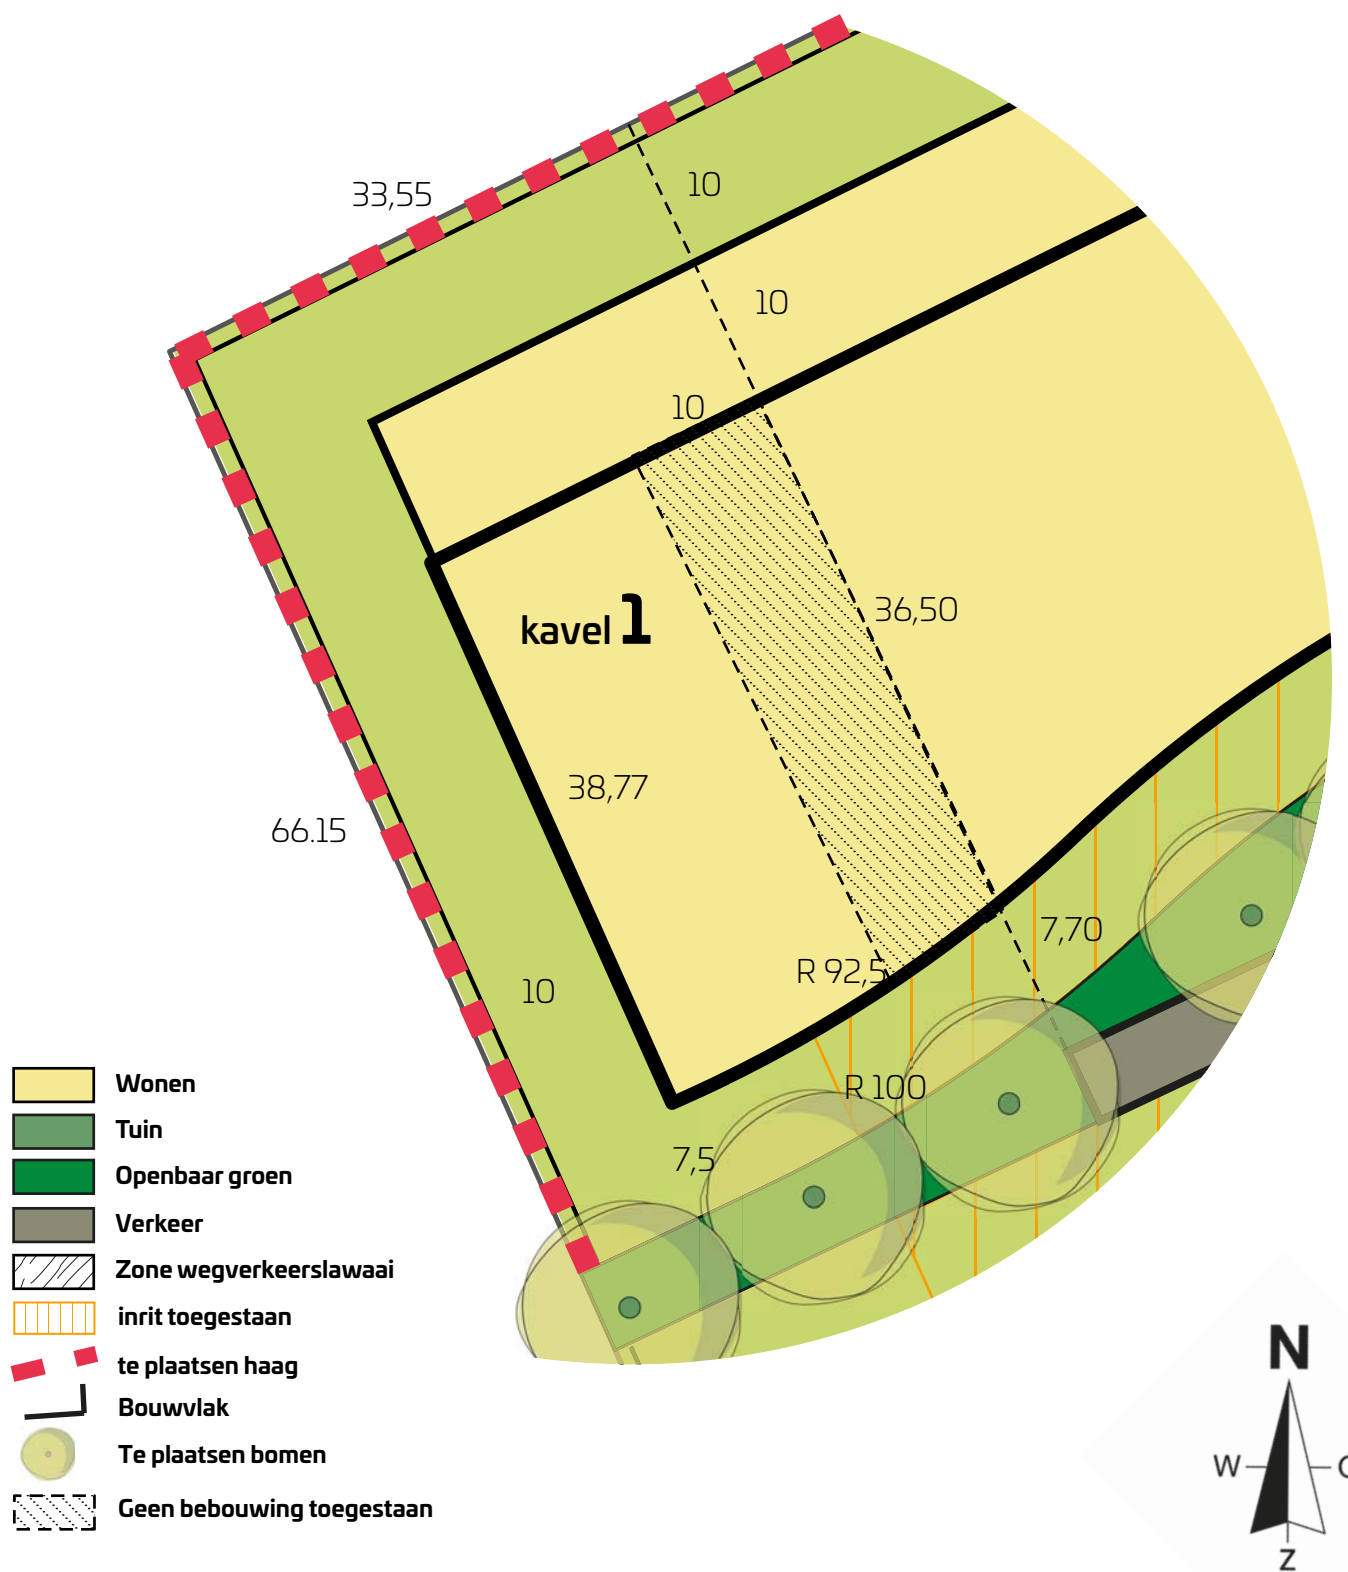 33,55
10
10
10
kavel 1
36,50
38,77
66.15
7,70
R 92,5
10
R 100
7,5
Wonen
Tuin
Openbaar groen
Verkeer
Zone wegverkeerslawaai
inrit toegestaan
te plaatsen haag
Bouwvlak
Te plaatsen bomen
Geen bebouwing toegestaan
N
W
Z